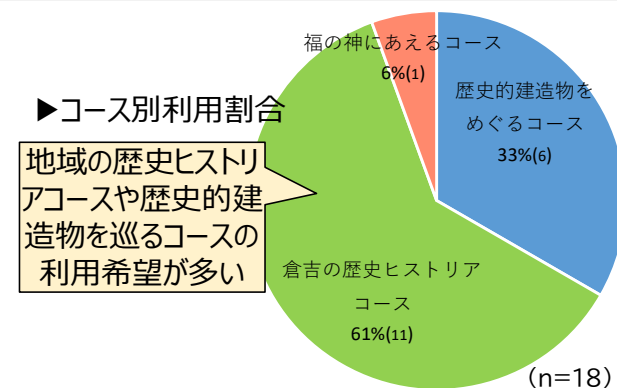 福の神にあえるコース
6%(1)
▶コース別利用割合
歴史的建造物を
めぐるコース
33%(6)
地域の歴史ヒストリ
アコースや歴史的建
造物を巡るコースの
利用希望が多い
倉吉の歴史ヒストリア
コース
61%(11)
(n=18)